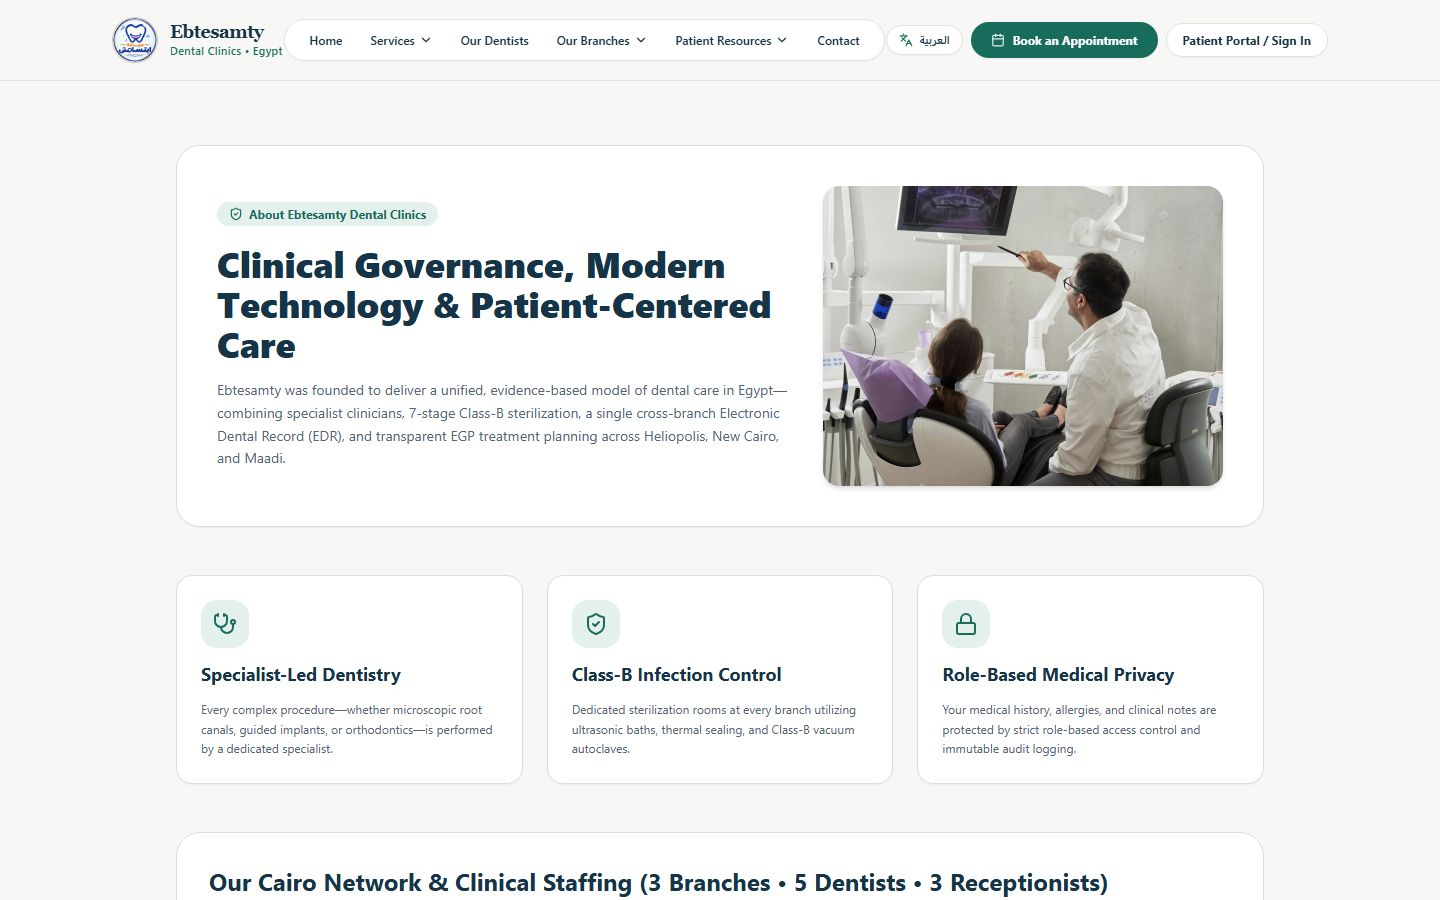 Ebtesamty
Dental Clinics • Egypt
Home
Services
Our Dentists
Our Branches
Patient Resources
Contact
العربية
Book an Appointment
Patient Portal / Sign In
About Ebtesamty Dental Clinics
Clinical Governance, Modern
Technology & Patient-Centered
Care
Ebtesamty was founded to deliver a unified, evidence-based model of dental care in Egypt—
combining specialist clinicians, 7-stage Class-B sterilization, a single cross-branch Electronic
Dental Record (EDR), and transparent EGP treatment planning across Heliopolis, New Cairo,
and Maadi.
Specialist-Led Dentistry
Every complex procedure—whether microscopic root
canals, guided implants, or orthodontics—is performed
by a dedicated specialist.
Class-B Infection Control
Dedicated sterilization rooms at every branch utilizing
ultrasonic baths, thermal sealing, and Class-B vacuum
autoclaves.
Role-Based Medical Privacy
Your medical history, allergies, and clinical notes are
protected by strict role-based access control and
immutable audit logging.
Our Cairo Network & Clinical Staffing (3 Branches • 5 Dentists • 3 Receptionists)